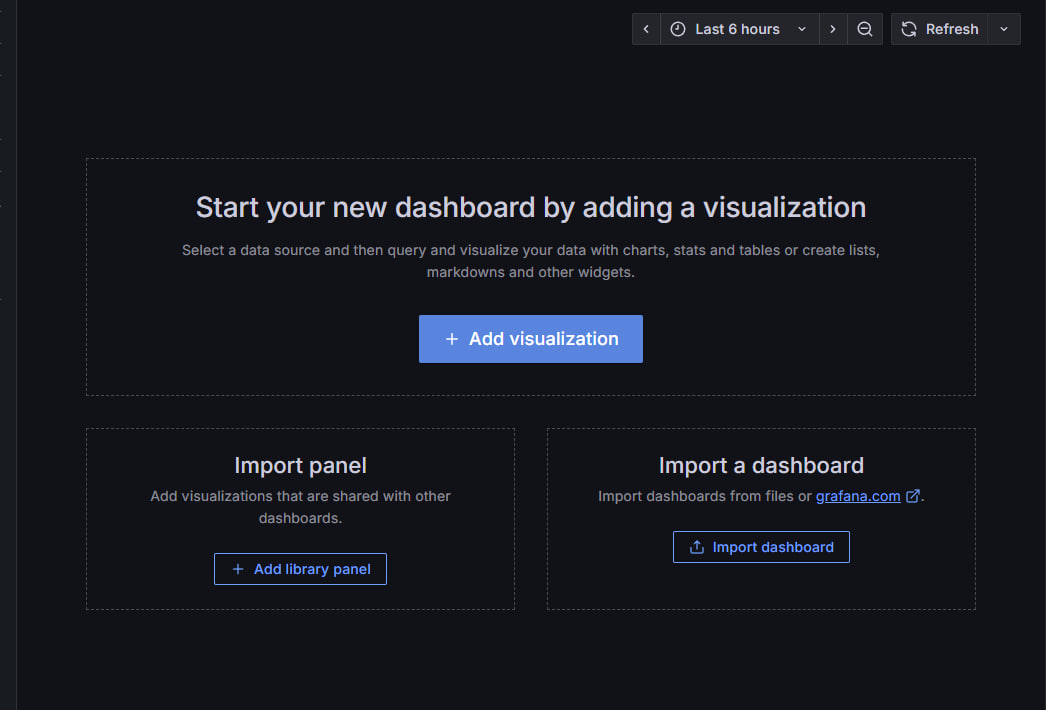 Last 6 hours
Refresh
Start your new dashboard by adding a visualization
Select a data source and then query and visualize your data with charts, stats and tables or create lists,
markdowns and other widgets.
+ Add visualization
Import panel
Add visualizations that are shared with other
dashboards.
+ Add library panel
Import a dashboard
Import dashboards from files or grafana.com.
Import dashboard